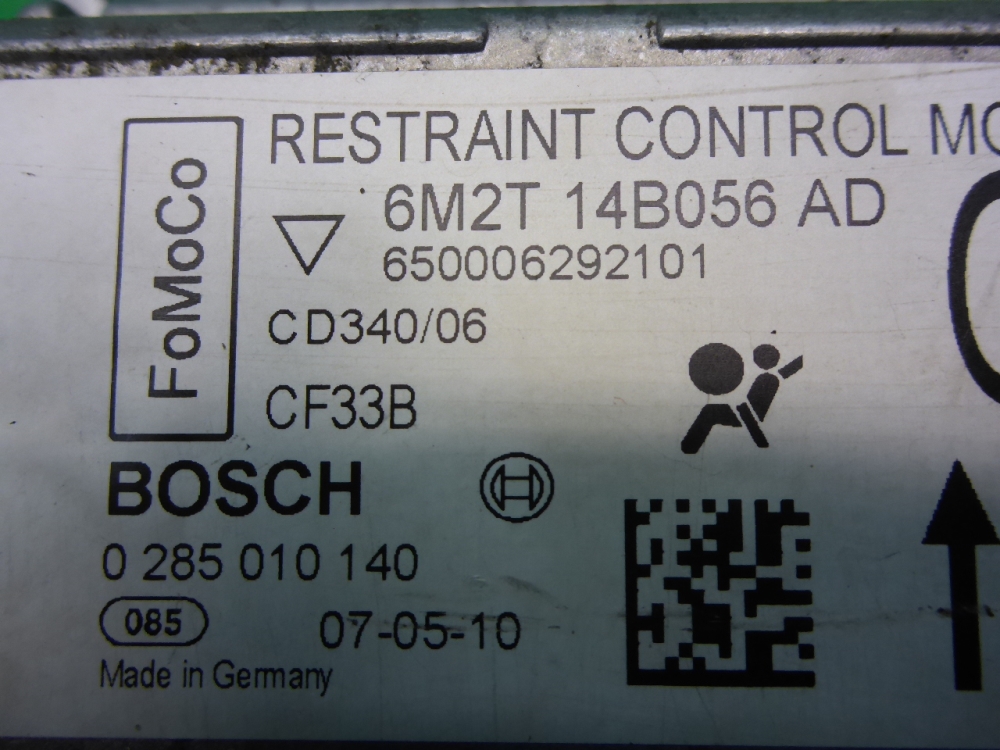 FoMoCo
RESTRAINT CONTROL
6M2T 14B056 AD
650006292101
CD340/06
CF33B
BOSCH
0 285 010 140
085 07-05-10
Made in Germany